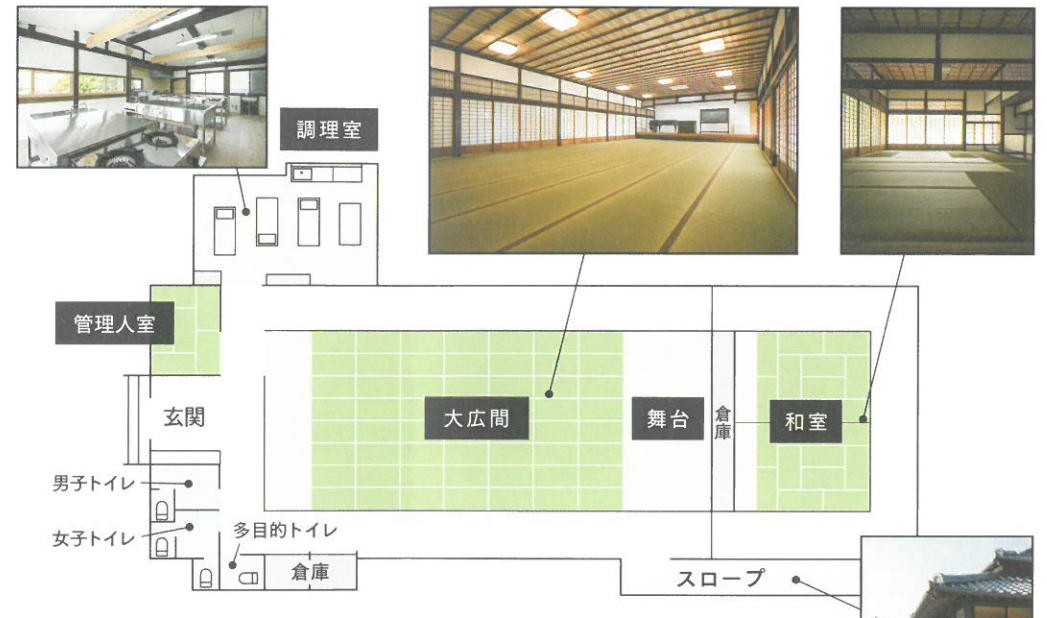 調理室
管理人室
玄関
大広間
舞台
倉庫
和室
男子トイレ
女子トイレ
多目的トイレ
倉庫
スロープ